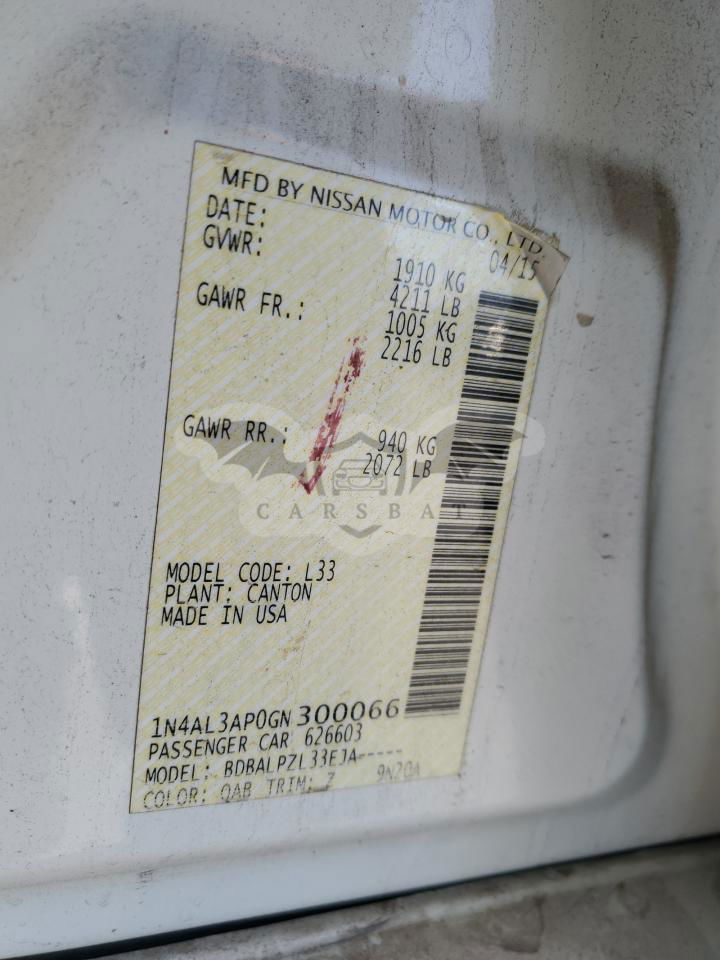 MFD BY NISSAN MOTOR CO., LTD.
DATE: 04/15
GVWR: 1910 KG
4211 LB
GAWR FR.: 1005 KG
2216 LB
GAWR RR.: 940 KG
2072 LB
CARSBAT
MODEL CODE: L33
PLANT: CANTON
MADE IN USA
1N4AL3AP0GN300066
PASSENGER CAR 626603
MODEL: BDBALPZL33EJA-----
COLOR: QAB TRIM: Z 9N20A